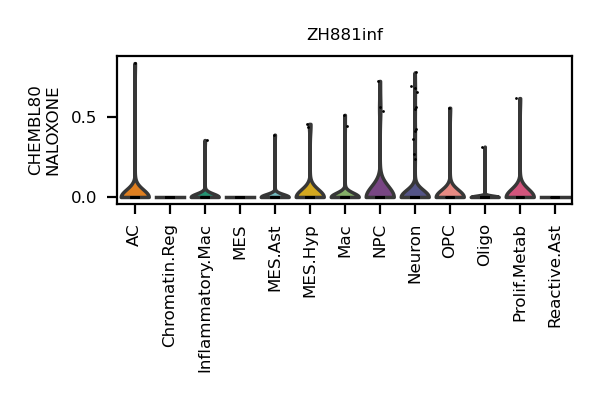 ZH881inf
CHEMBL80
NALOXONE
0.5
0.0
AC
Chromatin.Reg
Inflammatory.Mac
MES
MES.Ast
MES.Hyp
Mac
NPC
Neuron
OPC
Oligo
Prolif.Metab
Reactive.Ast